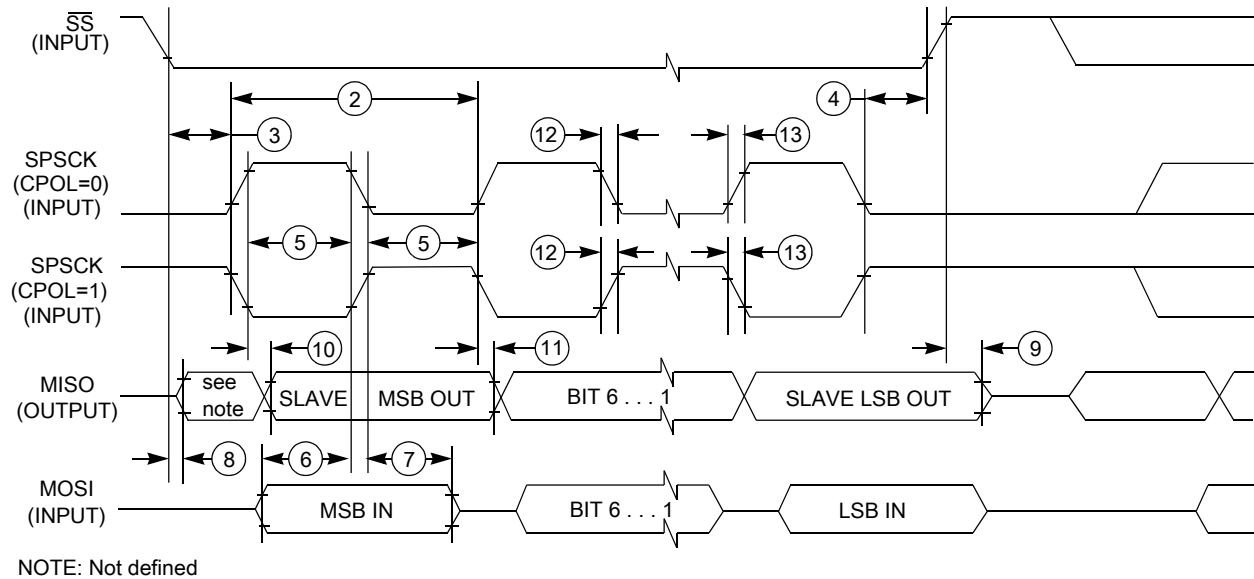 SS
(INPUT)
2
4
3
12
13
SPSCK
(CPOL=0)
(INPUT)
5
5
12
13
SPSCK
(CPOL=1)
(INPUT)
10
11
9
MISO
(OUTPUT)
see
note
SLAVE
MSB OUT
BIT 6 . . . 1
SLAVE LSB OUT
8
6
7
MOSI
(INPUT)
MSB IN
BIT 6 . . . 1
LSB IN
NOTE: Not defined